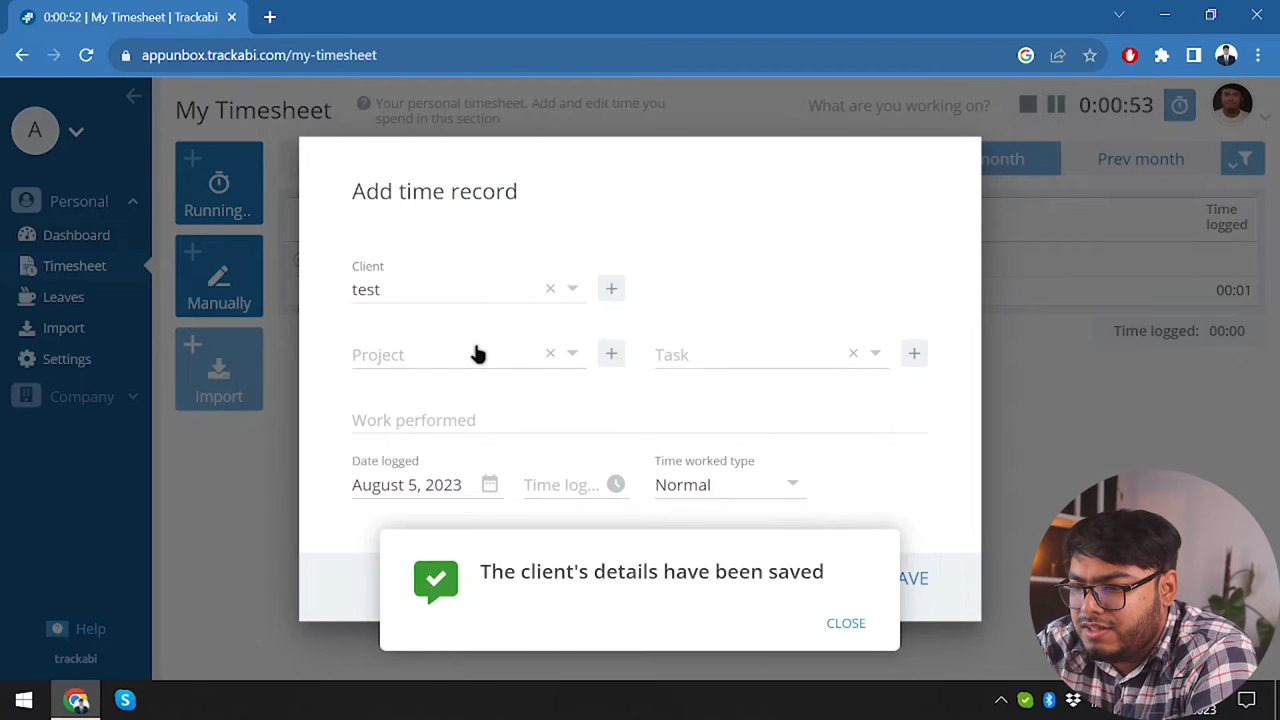 0:00:52 | My Timesheet | Trackabi
appunbox.trackabi.com/my-timesheet
A
My Timesheet
Your personal timesheet. Add and edit time you
spend in this section
What are you working on?
0:00:53
Running..
Manually
Import
month
Prev month
Personal
Dashboard
Timesheet
Leaves
Import
Settings
Company
Help
trackabi
Time
logged
00:01
Time logged: 00:00
Add time record
Client
test
Project
Task
Work performed
Date logged
August 5, 2023
Time log...
Time worked type
Normal
AVE
The client's details have been saved
CLOSE